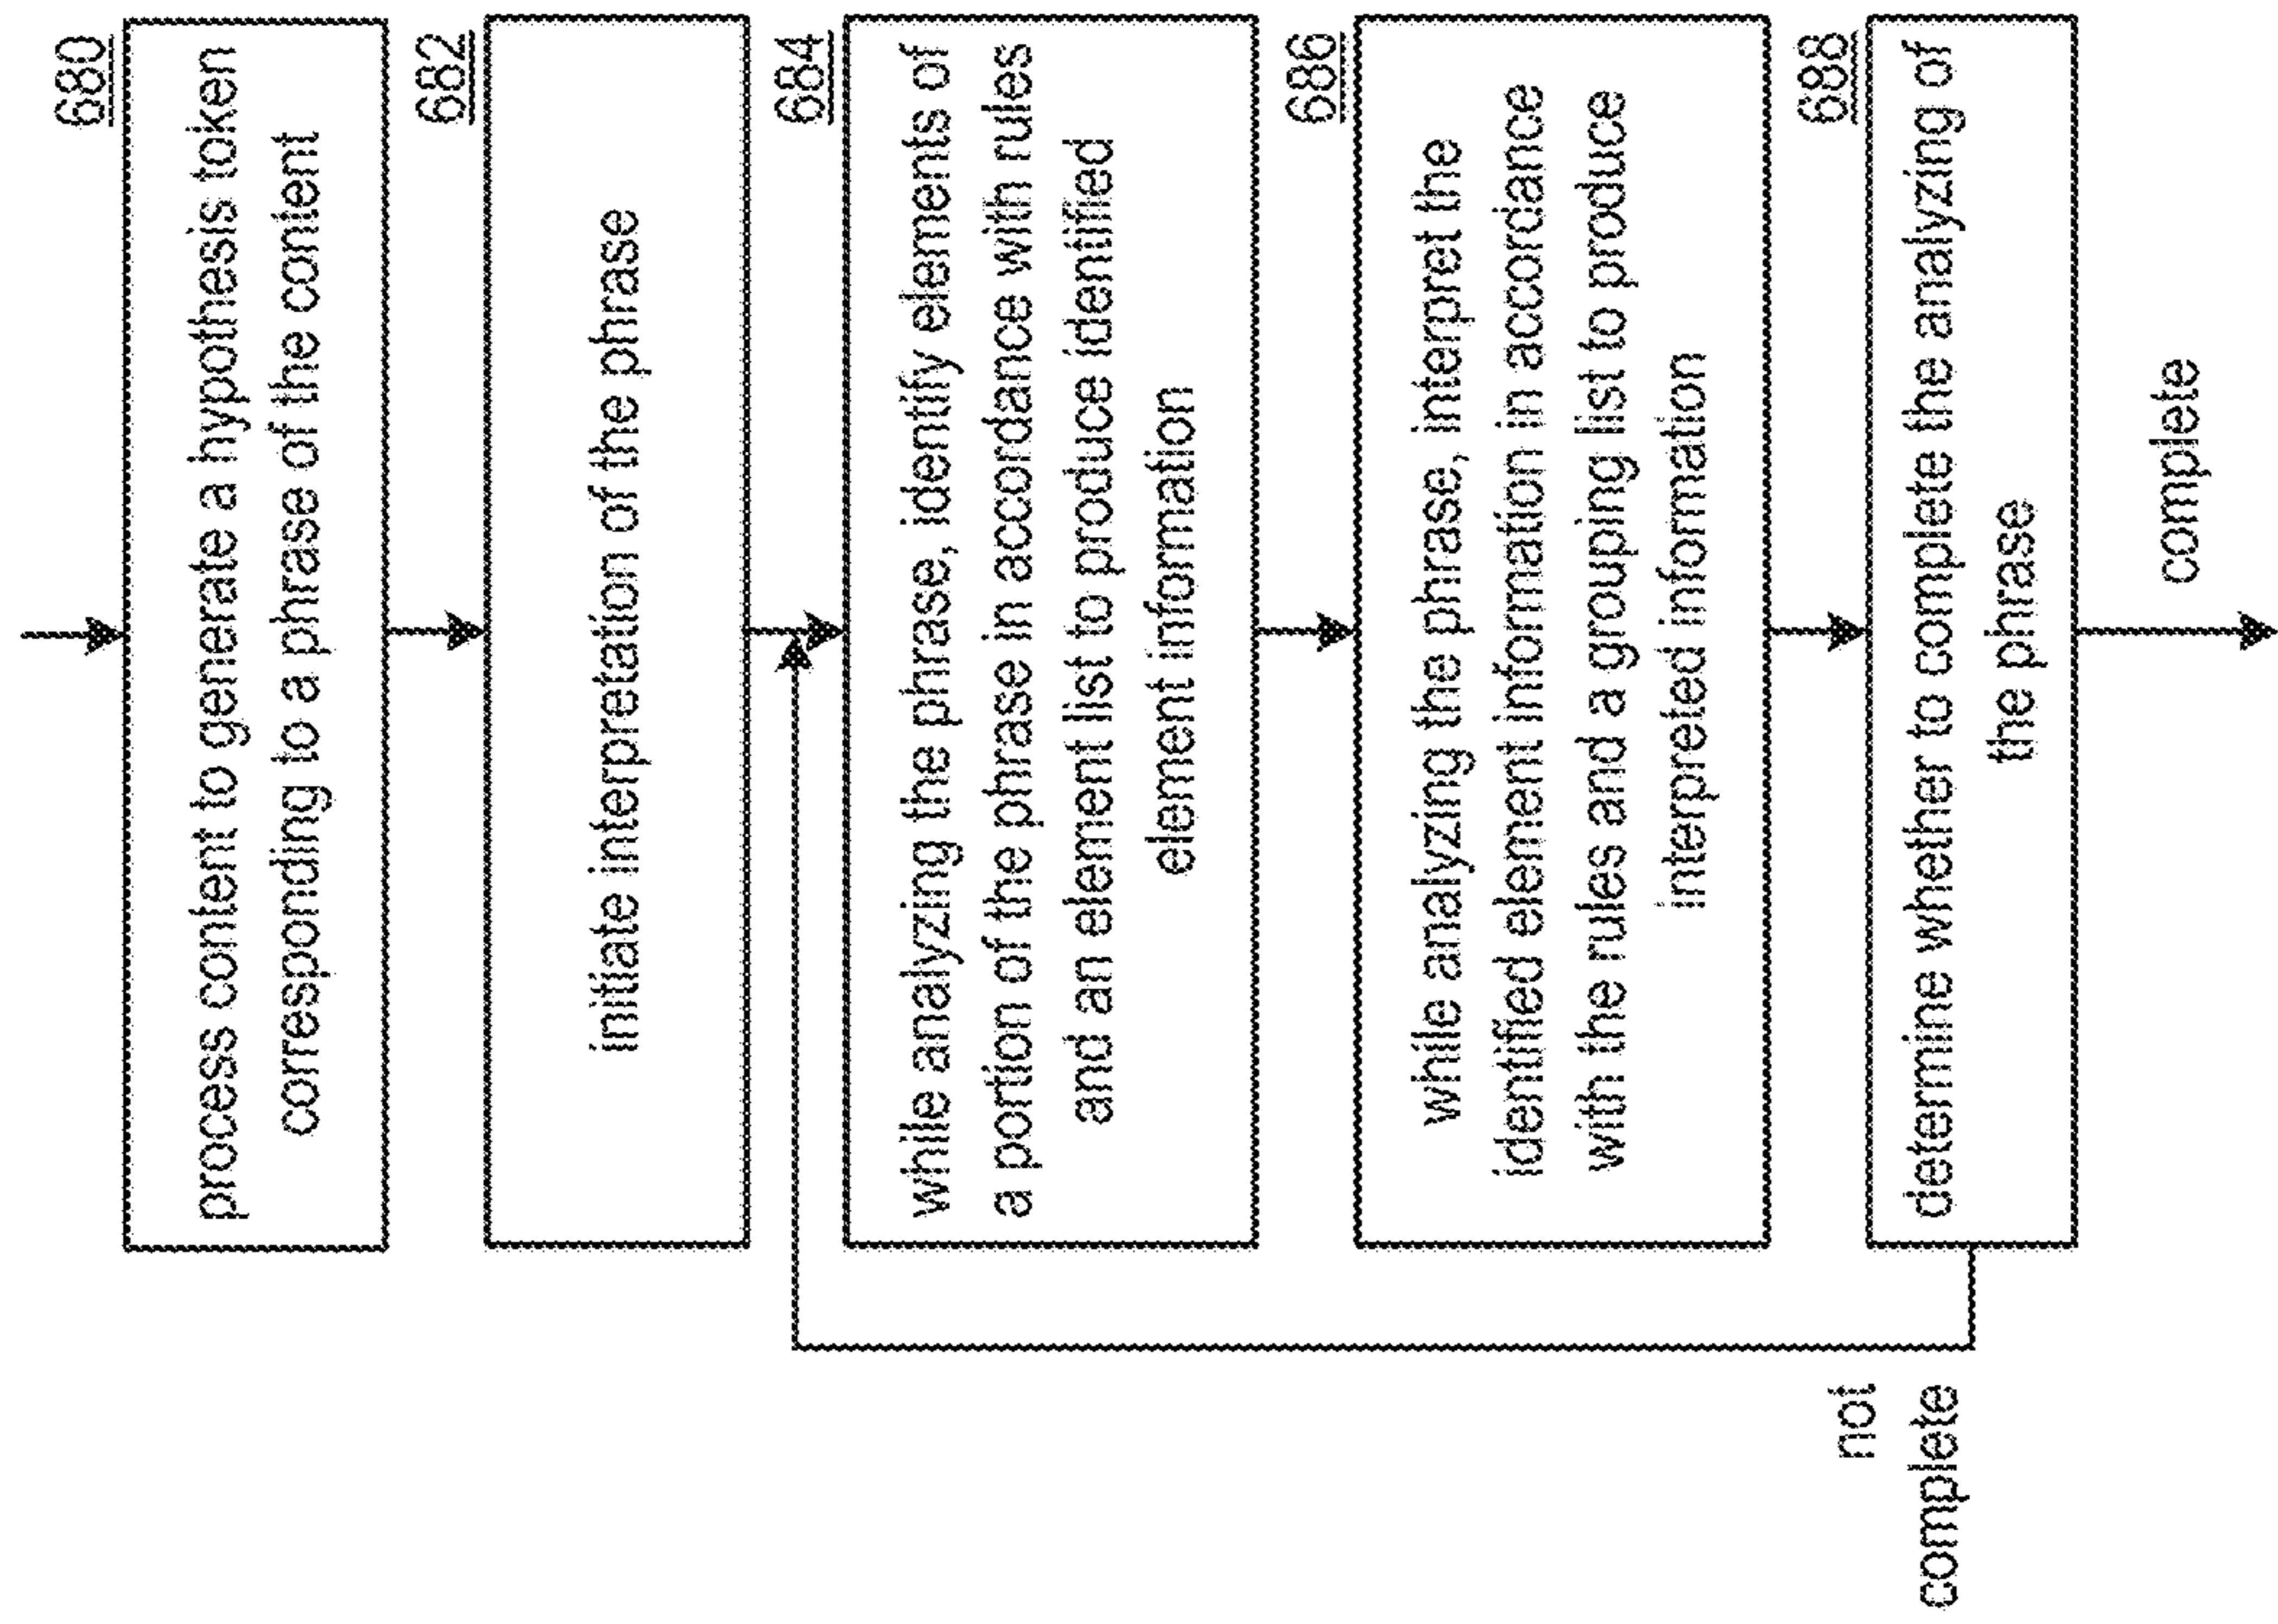 680
process content to generate a hypothesis token
corresponding to a phrase of the content
682
initiate interpretation of the phrase
684
while analyzing the phrase, identify elements of
a portion of the phrase in accordance with rules
and an element list to produce identified
element information
686
while analyzing the phrase, interpret the
identified element information in accordance
with the rules and a grouping list to produce
interpreted information
688
determine whether to complete the analyzing of
the phrase
not
complete
complete